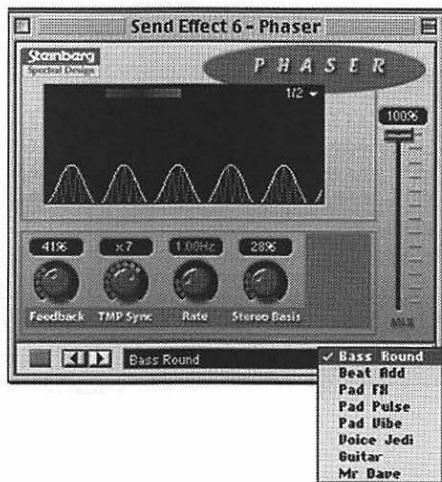 Send Effect 6 - Phaser
Steinberg
Spectral Design
PHASER
1/2
100%
41%
x7
1.00Hz
28%
Feedback
TMP Sync
Rate
Stereo Basis
MIX
Bass Round
✓ Bass Round
Beat Add
Pad FX
Pad Pulse
Pad Vibe
Voice Jedi
Guitar
Mr Dave